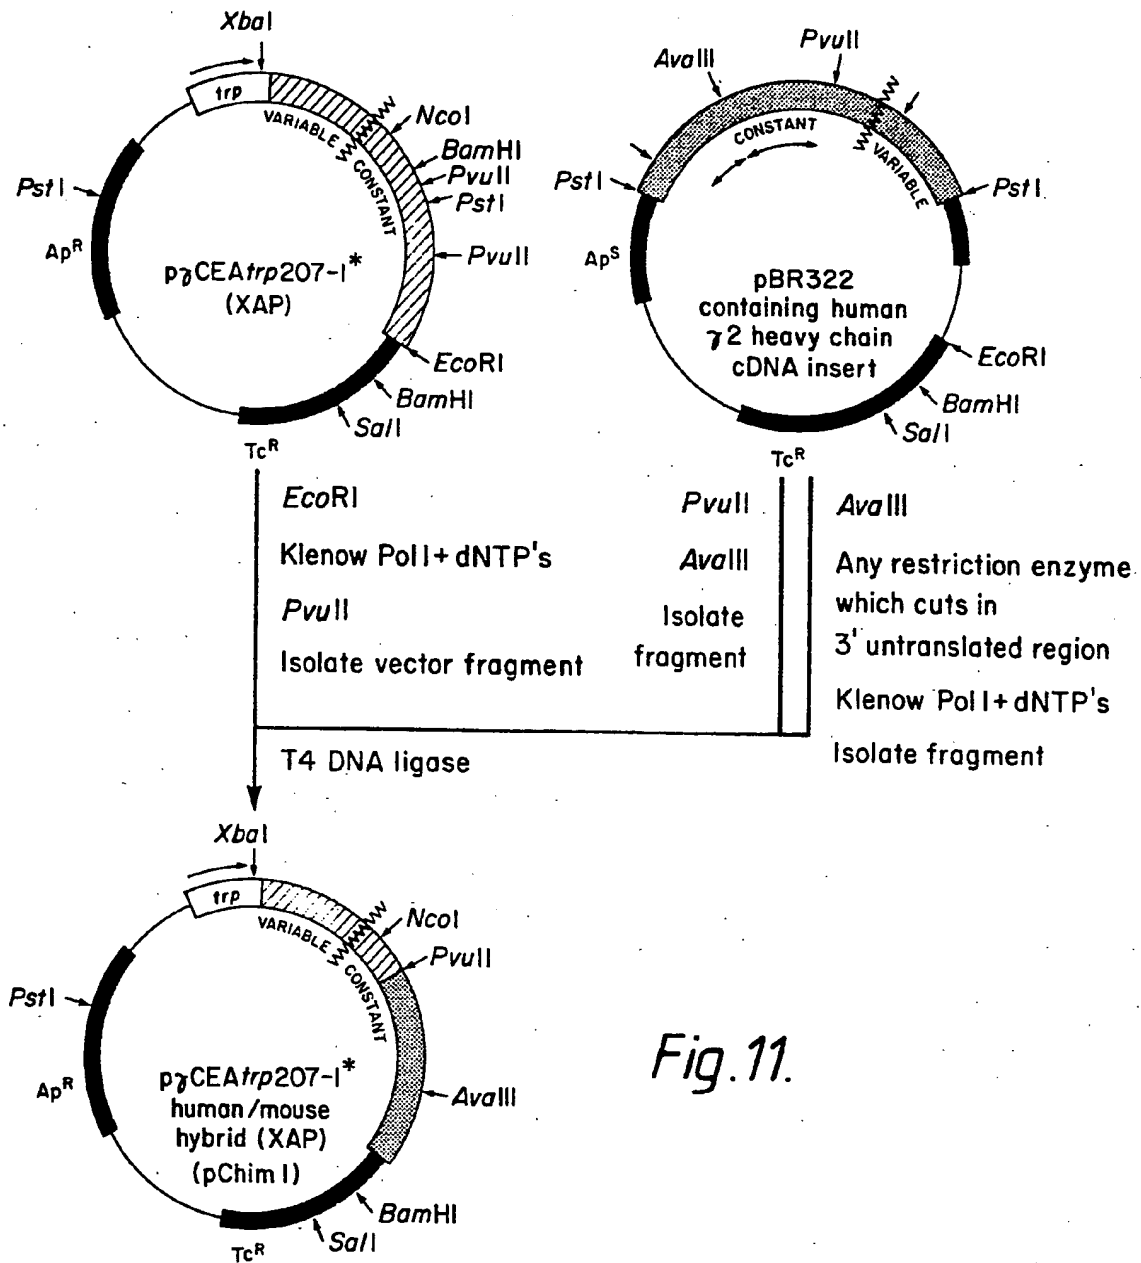 XbaI
trp
VARIABLE
CONSTANT
NcoI
BamHI
PvuII
PstI
PvuII
EcoRI
BamHI
SalI
TcR
PstI
ApR
pγCEAtrp207-1*
(XAP)
PvuII
AvaIII
CONSTANT
VARIABLE
PstI
PstI
ApS
pBR322
containing human
γ2 heavy chain
cDNA insert
EcoRI
BamHI
SalI
TcR
EcoRI
Klenow PolI+ dNTP's
PvuII
Isolate vector fragment
PvuII
AvaIII
Isolate
fragment
AvaIII
Any restriction enzyme
which cuts in
3' untranslated region
Klenow PolI+ dNTP's
Isolate fragment
T4 DNA ligase
XbaI
trp
VARIABLE
CONSTANT
NcoI
PvuII
AvaIII
BamHI
SalI
TcR
PstI
ApR
pγCEAtrp207-1*
human/mouse
hybrid (XAP)
(pChim I)
Fig.11.